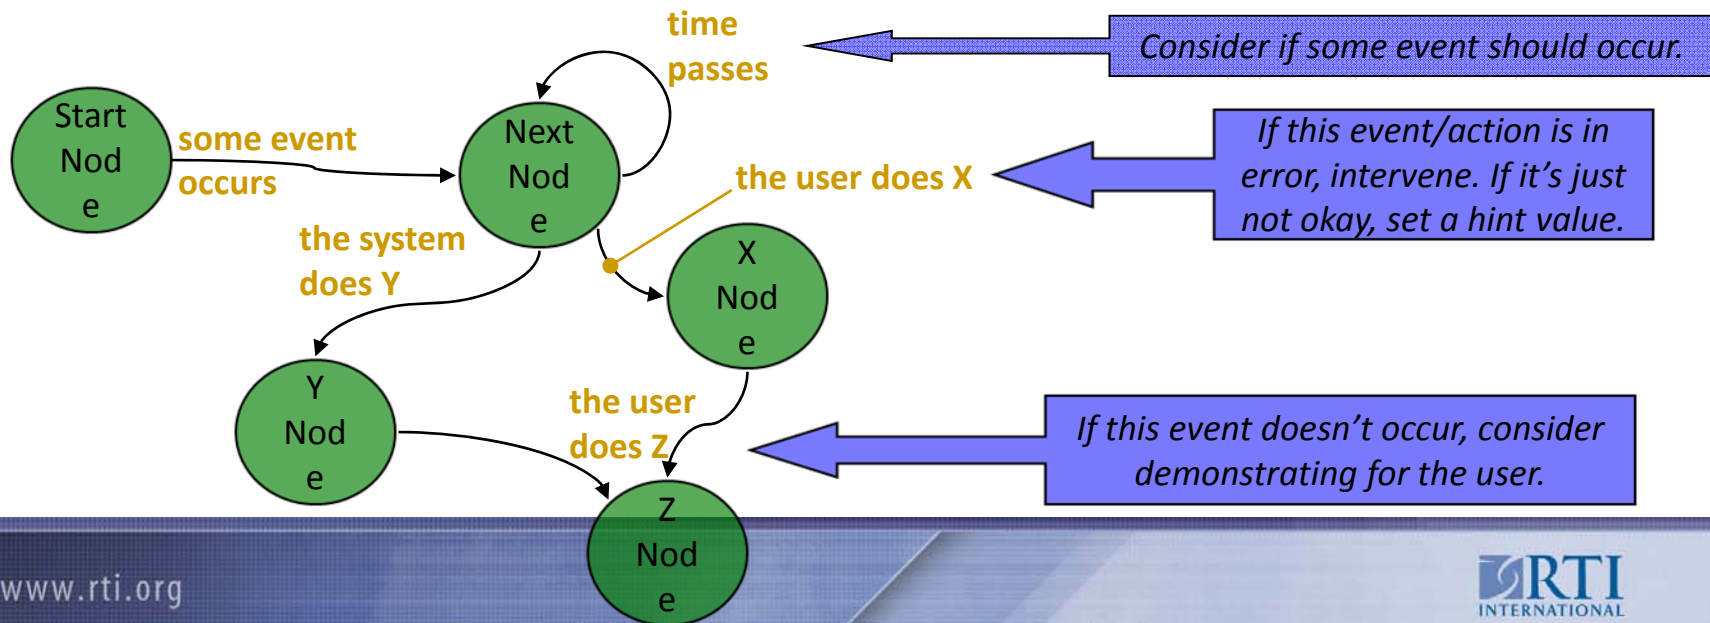 time
passes
Consider if some event should occur.
Start
Nod
e
some event
occurs
Next
Nod
e
the user does X
If this event/action is in
error, intervene. If it’s just
not okay, set a hint value.
the system
does Y
X
Nod
e
Y
Nod
e
the user
does Z
If this event doesn’t occur, consider
demonstrating for the user.
Z
Nod
e
www.rti.org
RTI
INTERNATIONAL